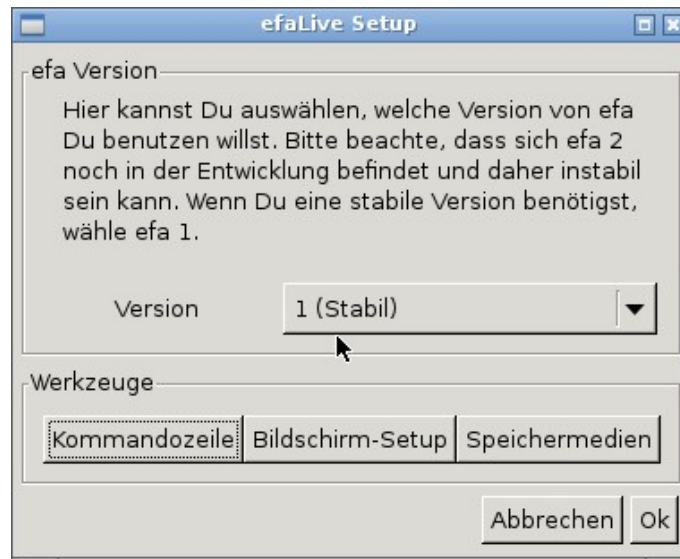 efaLive Setup
efa Version
Hier kannst Du auswählen, welche Version von efa
Du benutzen willst. Bitte beachte, dass sich efa 2
noch in der Entwicklung befindet und daher instabil
sein kann. Wenn Du eine stabile Version benötigst,
wähle efa 1.
Version 1 (Stabil)
Werkzeuge
Kommandozeile Bildschirm-Setup Speichermedien
Abbrechen Ok